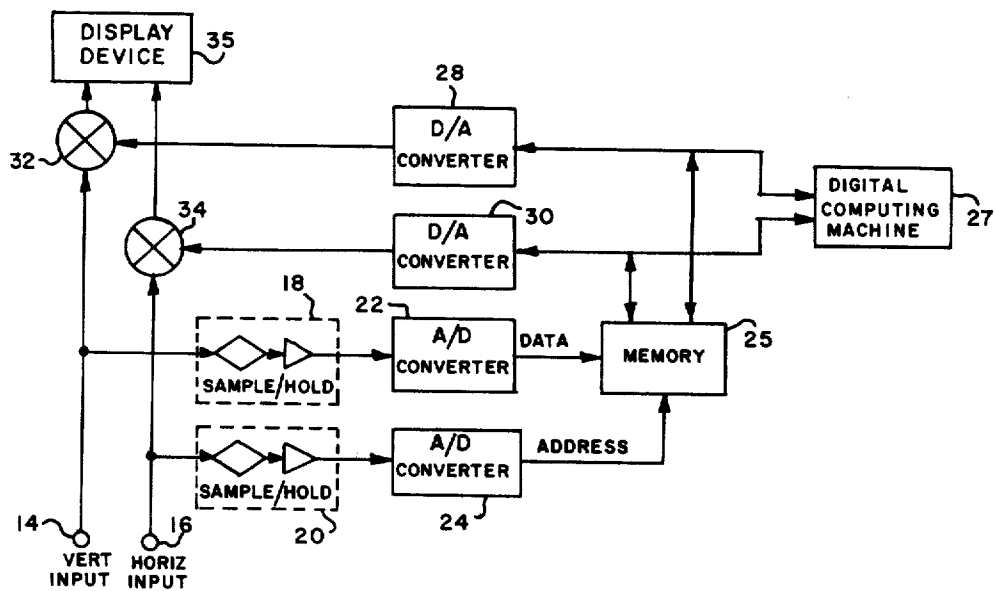 DISPLAY
DEVICE
35
28
D/A
CONVERTER
32
DIGITAL
COMPUTING
MACHINE
27
34
30
D/A
CONVERTER
18
22
A/D
CONVERTER
DATA
MEMORY
25
SAMPLE/HOLD
A/D
CONVERTER
ADDRESS
SAMPLE/HOLD
20
24
14
16
VERT
INPUT
HORIZ
INPUT